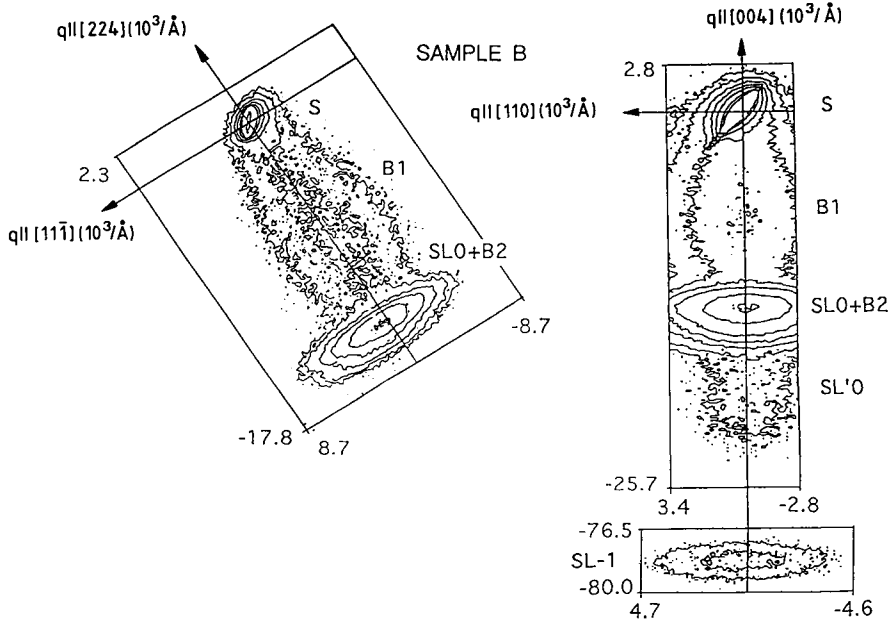 q||[224](10³/Å)
SAMPLE B
S
B1
2.3
q||[111̄](10³/Å)
SL0+B2
-8.7
-17.8
8.7
q||[004](10³/Å)
2.8
q||[110](10³/Å)
S
B1
SL0+B2
SL'0
-25.7
3.4
-2.8
-76.5
SL-1
-80.0
4.7
-4.6